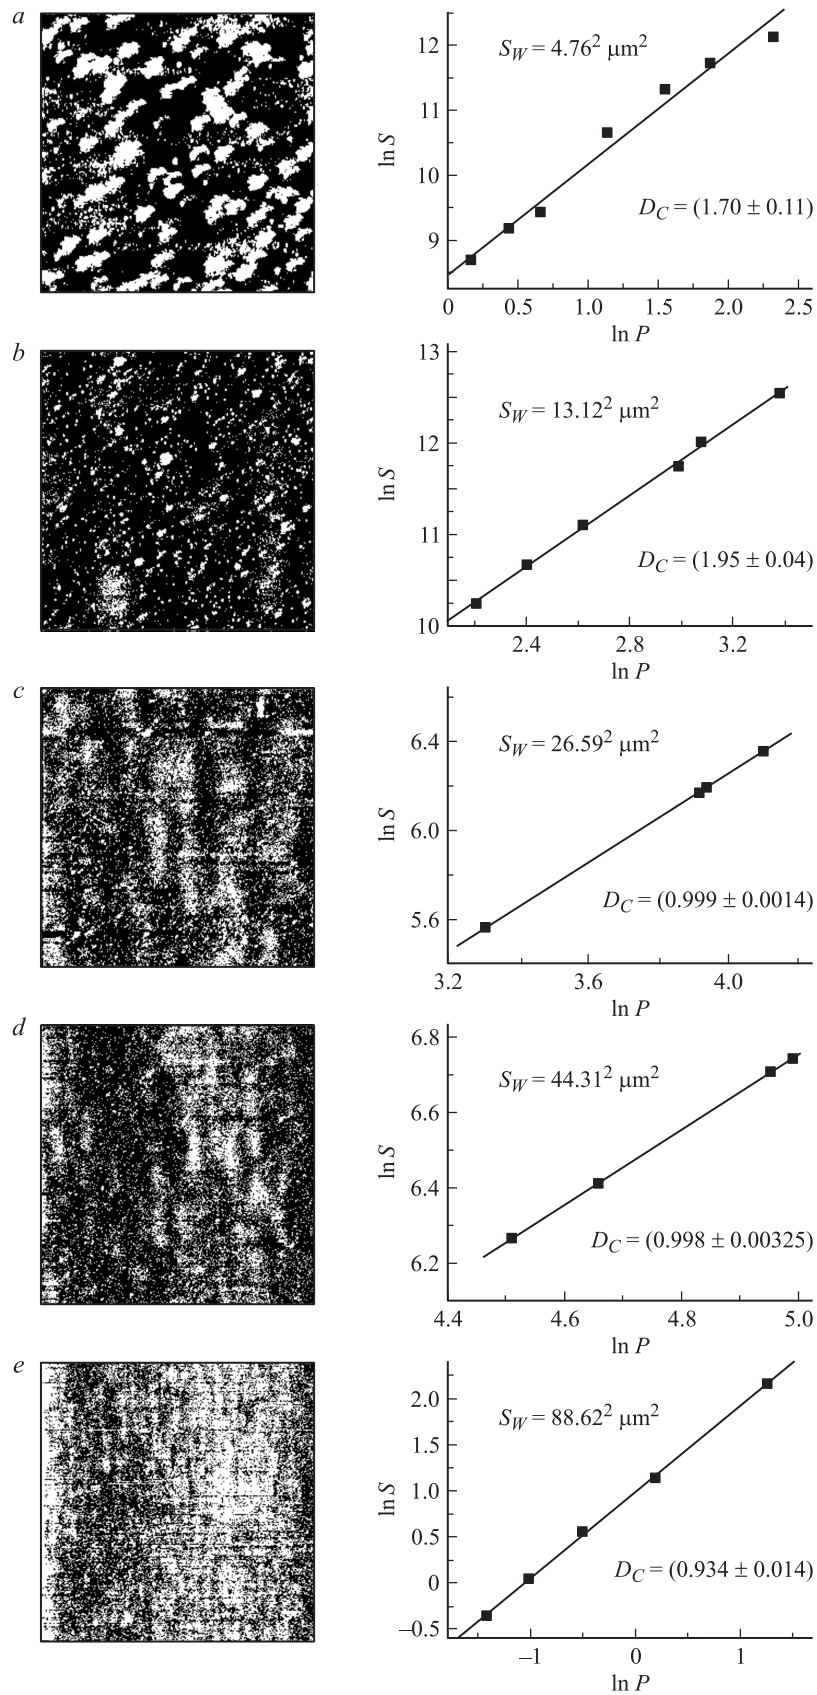 a
12
11
10
9
ln S
S_W = 4.76² μm²
D_C = (1.70 ± 0.11)
0 0.5 1.0 1.5 2.0 2.5
ln P
b
13
12
11
10
ln S
S_W = 13.12² μm²
D_C = (1.95 ± 0.04)
2.4 2.8 3.2
ln P
c
6.4
6.0
5.6
ln S
S_W = 26.59² μm²
D_C = (0.999 ± 0.0014)
3.2 3.6 4.0
ln P
d
6.8
6.6
6.4
6.2
ln S
S_W = 44.31² μm²
D_C = (0.998 ± 0.00325)
4.4 4.6 4.8 5.0
ln P
e
2.0
1.5
1.0
0.5
0
–0.5
ln S
S_W = 88.62² μm²
D_C = (0.934 ± 0.014)
–1 0 1
ln P